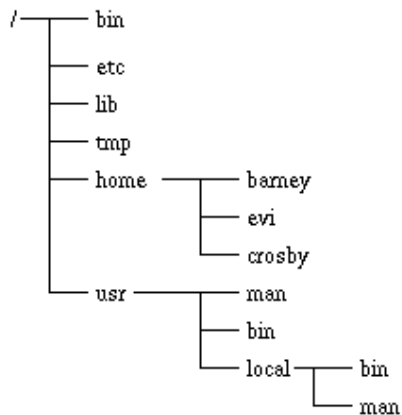 / bin
etc
lib
tmp
home barney
evi
crosby
usr man
bin
local bin
man